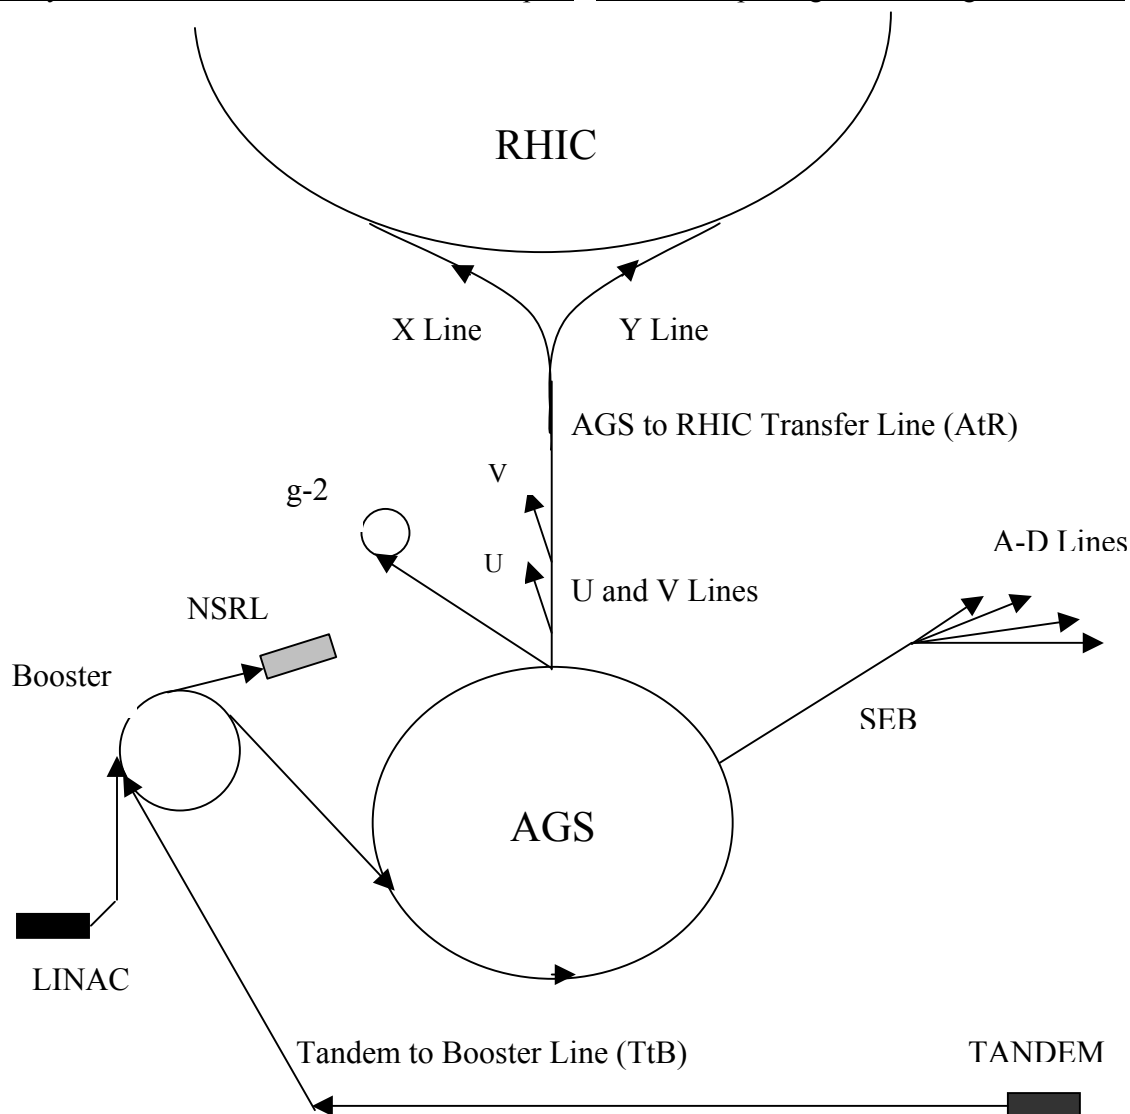 RHIC
X Line
Y Line
AGS to RHIC Transfer Line (AtR)
V
g-2
A-D Lines
U
U and V Lines
NSRL
Booster
SEB
AGS
LINAC
Tandem to Booster Line (TtB)
TANDEM